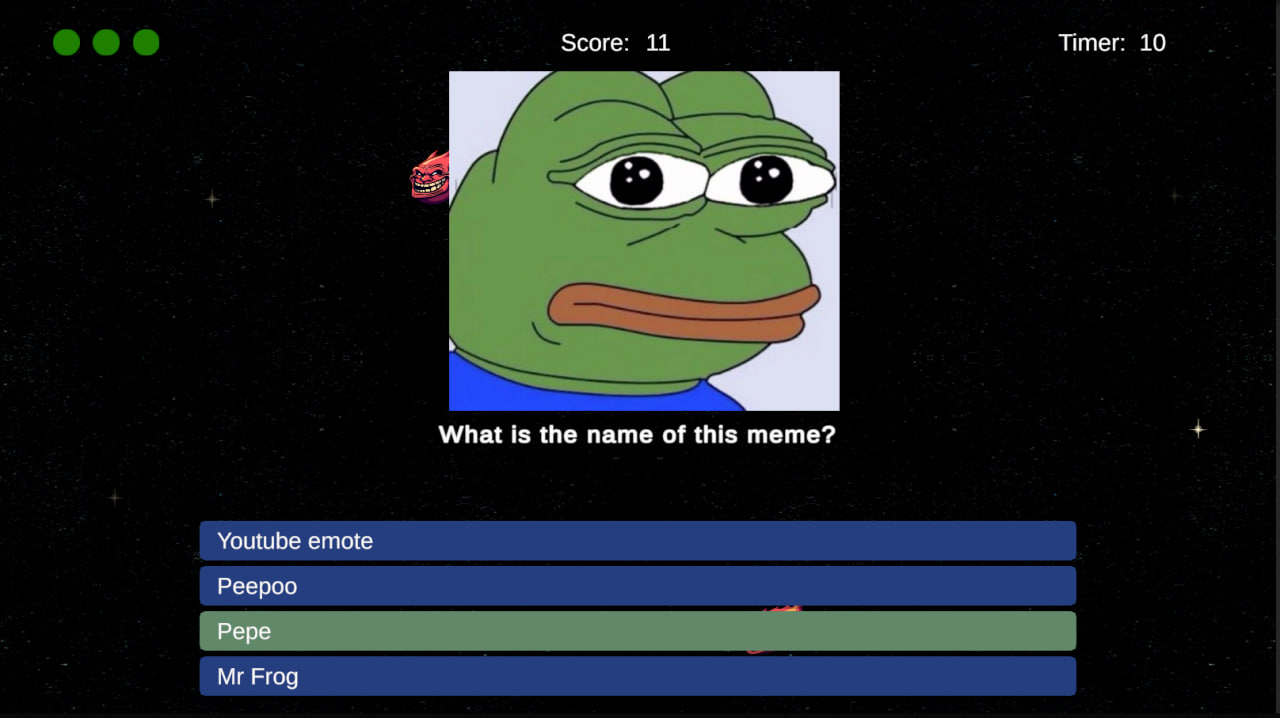 Score: 11
Timer: 10
What is the name of this meme?
Youtube emote
Peepoo
Pepe
Mr Frog